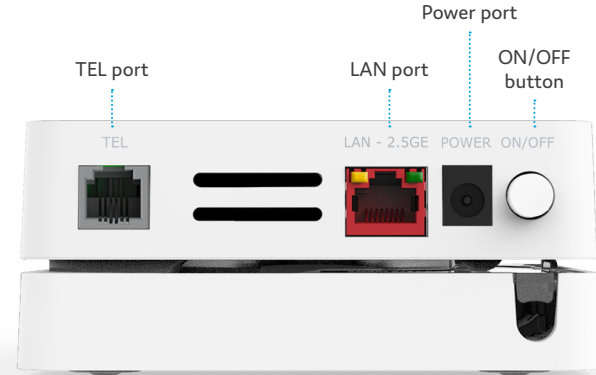 Power port
TEL port
LAN port
ON/OFF
button
TEL
LAN - 2.5GE
POWER
ON/OFF